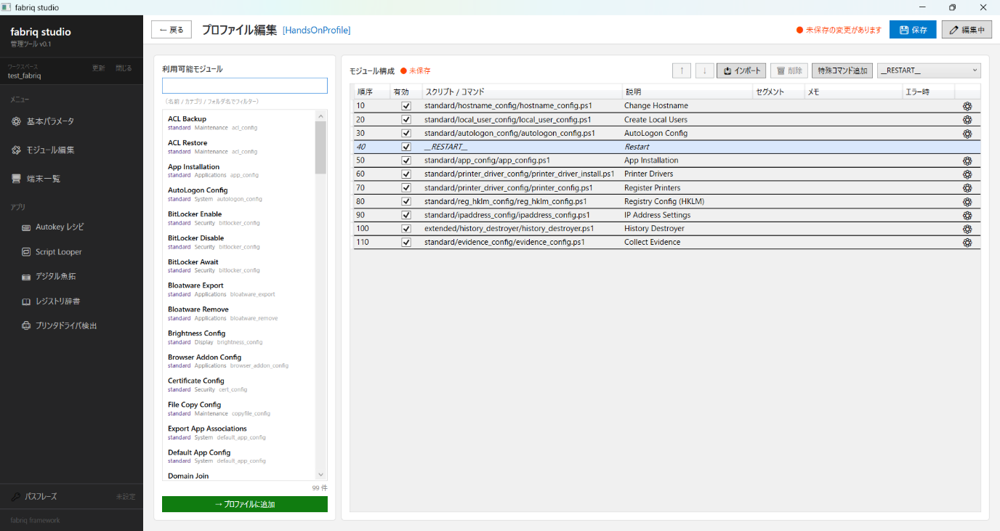 fabriq studio
fabriq studio
管理ツール v0.1
ワークスペース
test_fabriq
更新 閉じる
メニュー
基本パラメータ
モジュール編集
端末一覧
アプリ
Autokey レシピ
Script Looper
デジタル魚拓
レジストリ辞書
プリンタドライバ検出
パスフレーズ 未設定
fabriq framework
← 戻る プロファイル編集 [HandsOnProfile]
未保存の変更があります 保存 編集中
利用可能モジュール
(名前 / カテゴリ / フォルダ名でフィルター)
ACL Backup
standard Maintenance acl_config
ACL Restore
standard Maintenance acl_config
App Installation
standard Applications app_config
AutoLogon Config
standard System autologon_config
BitLocker Enable
standard Security bitlocker_config
BitLocker Disable
standard Security bitlocker_config
BitLocker Await
standard Security bitlocker_config
Bloatware Export
standard Applications bloatware_export
Bloatware Remove
standard Applications bloatware_remove
Brightness Config
standard Display brightness_config
Browser Addon Config
standard Applications browser_addon_config
Certificate Config
standard Security cert_config
File Copy Config
standard Maintenance copyfile_config
Export App Associations
standard System default_app_config
Default App Config
standard System default_app_config
Domain Join
99 件
→ プロファイルに追加
モジュール構成 未保存
↑ ↓ インポート 削除 特殊コマンド追加 __RESTART__
順序 有効 スクリプト / コマンド 説明 セグメント メモ エラー時
10 standard/hostname_config/hostname_config.ps1 Change Hostname
20 standard/local_user_config/local_user_config.ps1 Create Local Users
30 standard/autologon_config/autologon_config.ps1 AutoLogon Config
40 __RESTART__ Restart
50 standard/app_config/app_config.ps1 App Installation
60 standard/printer_driver_config/printer_driver_install.ps1 Printer Drivers
70 standard/printer_driver_config/printer_config.ps1 Register Printers
80 standard/reg_hklm_config/reg_hklm_config.ps1 Registry Config (HKLM)
90 standard/ipaddress_config/ipaddress_config.ps1 IP Address Settings
100 extended/history_destroyer/history_destroyer.ps1 History Destroyer
110 standard/evidence_config/evidence_config.ps1 Collect Evidence